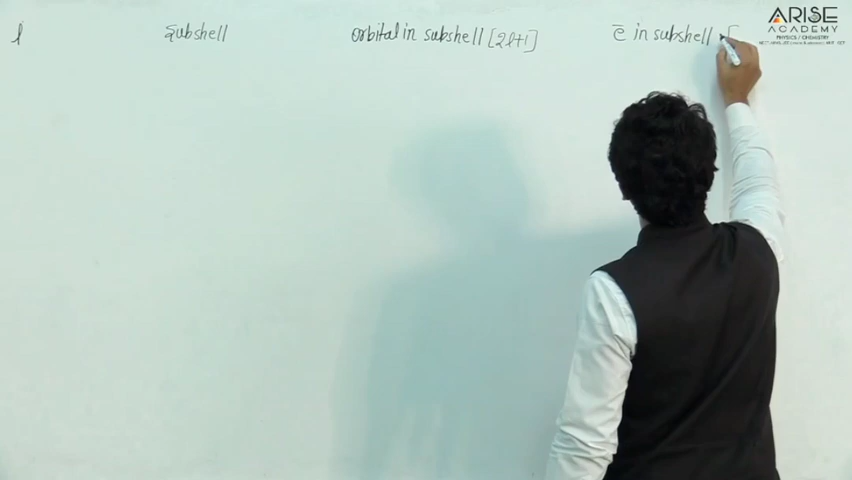 l subshell orbital in subshell [2l+1] e̅ in subshell [
ARISE
ACADEMY
PHYSICS / CHEMISTRY